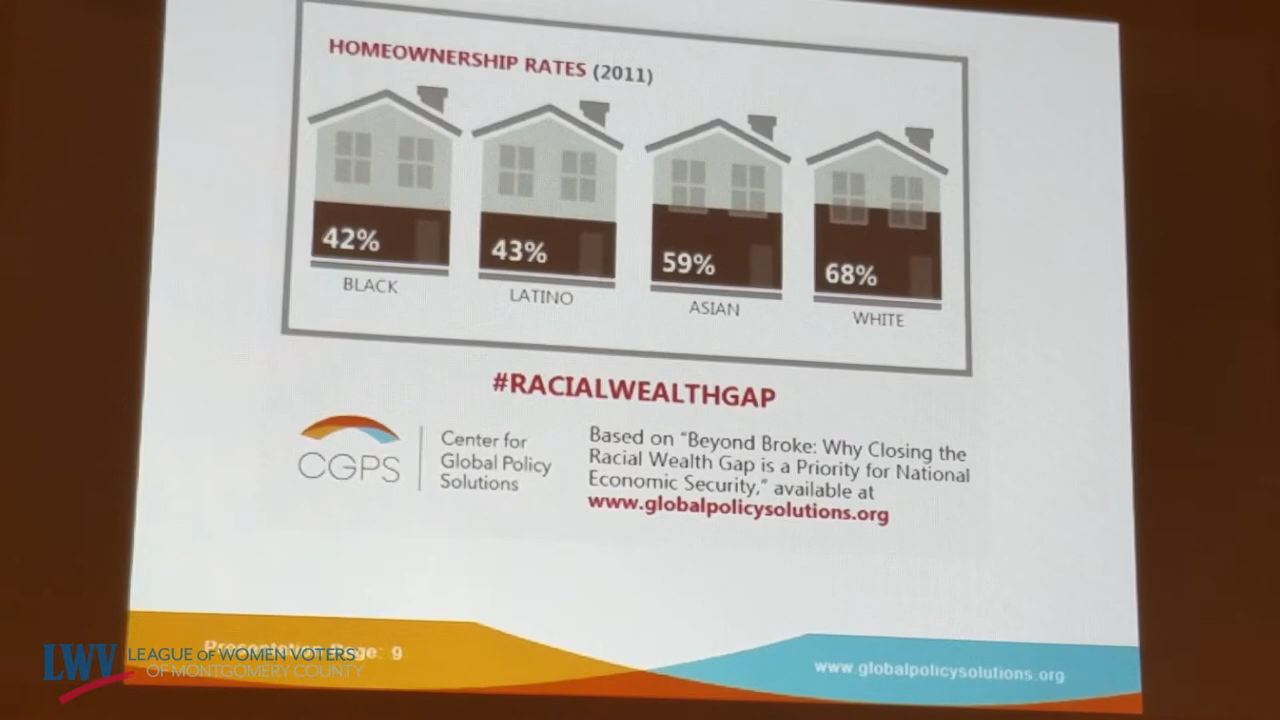 HOMEOWNERSHIP RATES (2011)
42%
43%
59%
68%
BLACK
LATINO
ASIAN
WHITE
#RACIALWEALTHGAP
CGPS
Center for
Global Policy
Solutions
Based on "Beyond Broke: Why Closing the
Racial Wealth Gap is a Priority for National
Economic Security," available at
www.globalpolicysolutions.org
Presentation Page: 9
www.globalpolicysolutions.org
LWV
LEAGUE OF WOMEN VOTERS
OF MONTGOMERY COUNTY